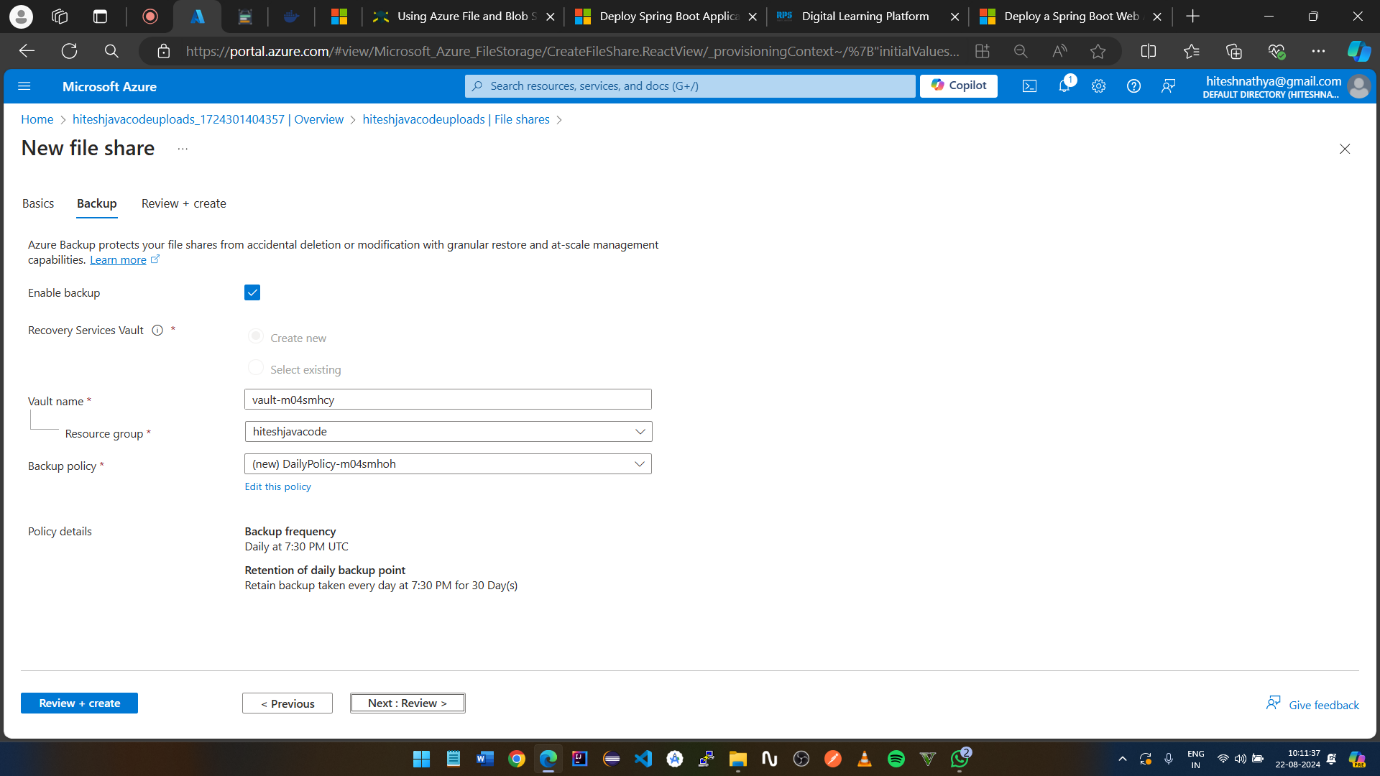 Using Azure File and Blob S
Deploy Spring Boot Applica
RPS Digital Learning Platform
Deploy a Spring Boot Web
https://portal.azure.com/#view/Microsoft_Azure_FileStorage/CreateFileShare.ReactView/_provisioningContext~/%7B"initialValues...
Microsoft Azure
Search resources, services, and docs (G+/)
Copilot
1
hiteshnathya@gmail.com
DEFAULT DIRECTORY (HITESHNA...
Home > hiteshjavacodeuploads_1724301404357 | Overview > hiteshjavacodeuploads | File shares >
New file share ...
Basics Backup Review + create
Azure Backup protects your file shares from accidental deletion or modification with granular restore and at-scale management
capabilities. Learn more
Enable backup
Recovery Services Vault *
Create new
Select existing
Vault name *
vault-m04smhcy
Resource group *
hiteshjavacode
Backup policy *
(new) DailyPolicy-m04smhoh
Edit this policy
Policy details
Backup frequency
Daily at 7:30 PM UTC
Retention of daily backup point
Retain backup taken every day at 7:30 PM for 30 Day(s)
Review + create
< Previous
Next : Review >
Give feedback
2
ENG
IN
10:11:37
22-08-2024
PRE